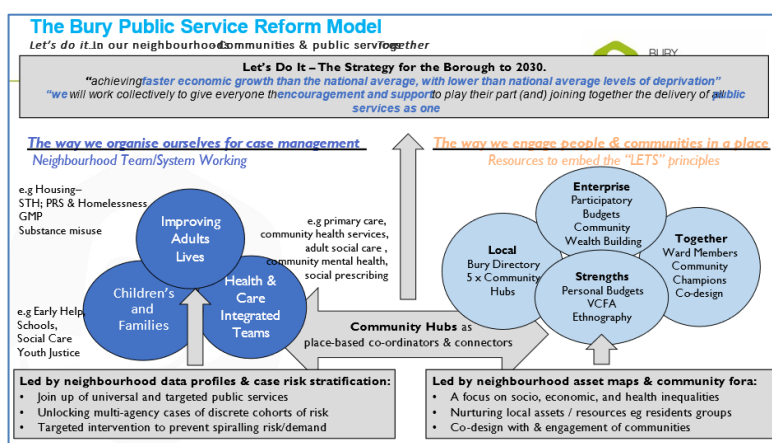 The Bury Public Service Reform Model
Let's do it..In our neighbourhoods Communities & public services Together
BURY
Let's Do It – The Strategy for the Borough to 2030.
"achieving faster economic growth than the national average, with lower than national average levels of deprivation"
"we will work collectively to give everyone the encouragement and support to play their part (and) joining together the delivery of all public
services as one
The way we organise ourselves for case management
Neighbourhood Team/System Working
The way we engage people & communities in a place
Resources to embed the "LETS" principles
e.g Housing–
STH; PRS & Homelessness
GMP
Substance misuse
Improving
Adults
Lives
e.g primary care,
community health services,
adult social care ,
community mental health,
social prescribing
Children's
and
Families
Health &
Care
Integrated
Teams
e.g Early Help,
Schools,
Social Care
Youth Justice
Enterprise
Participatory
Budgets
Community
Wealth Building
Local
Bury Directory
5 x Community
Hubs
Together
Ward Members
Community
Champions
Co-design
Strengths
Personal Budgets
VCFA
Ethnography
Community Hubs as
place-based co-ordinators & connectors
Led by neighbourhood data profiles & case risk stratification:
• Join up of universal and targeted public services
• Unlocking multi-agency cases of discrete cohorts of risk
• Targeted intervention to prevent spiralling risk/demand
Led by neighbourhood asset maps & community fora:
• A focus on socio, economic, and health inequalities
• Nurturing local assets / resources eg residents groups
• Co-design with & engagement of communities